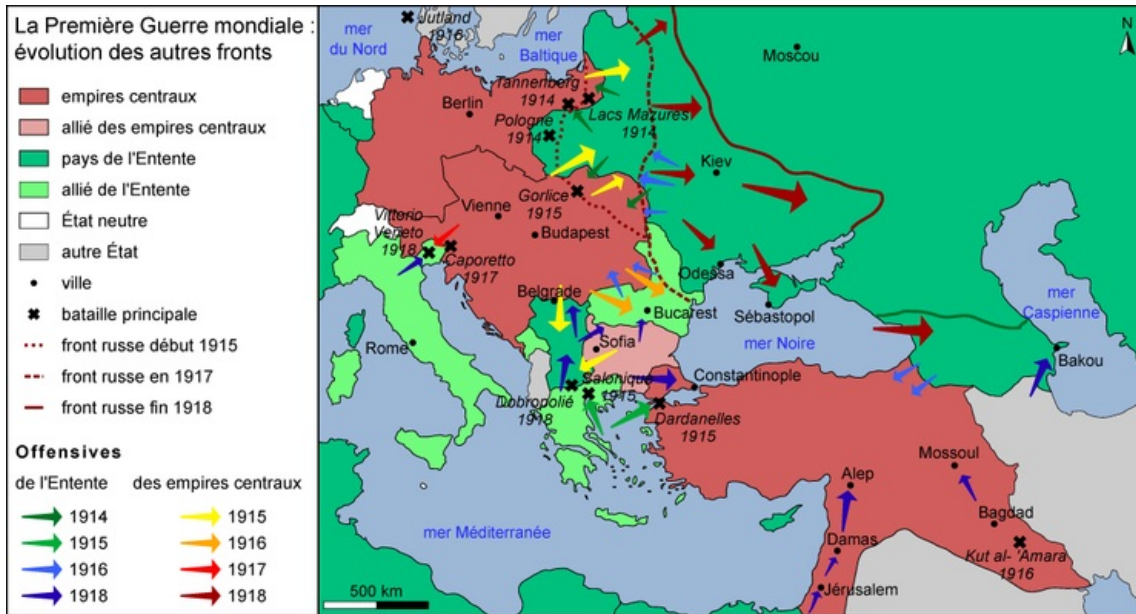 La Première Guerre mondiale :
évolution des autres fronts
empires centraux
allié des empires centraux
pays de l'Entente
allié de l'Entente
État neutre
autre État
ville
bataille principale
front russe début 1915
front russe en 1917
front russe fin 1918
Offensives
de l'Entente
des empires centraux
1914
1915
1915
1916
1916
1917
1918
1918
mer
du Nord
Jutland
1916
mer
Baltique
Moscou
N
Tannenberg
1914
Berlin
Lacs Mazures
1914
Pologne
1914
Kiev
Gorlice
1915
Vienne
Budapest
Vittorio
Veneto
1918
Caporetto
1917
Odessa
Belgrade
Bucarest
Sébastopol
mer
Caspienne
Rome
Sofia
mer Noire
Bakou
Salonique
1915
Constantinople
Dobropolié
1918
Dardanelles
1915
Mossoul
Alep
mer Méditerranée
Bagdad
Damas
Kut al- 'Amara
1916
Jérusalem
500 km